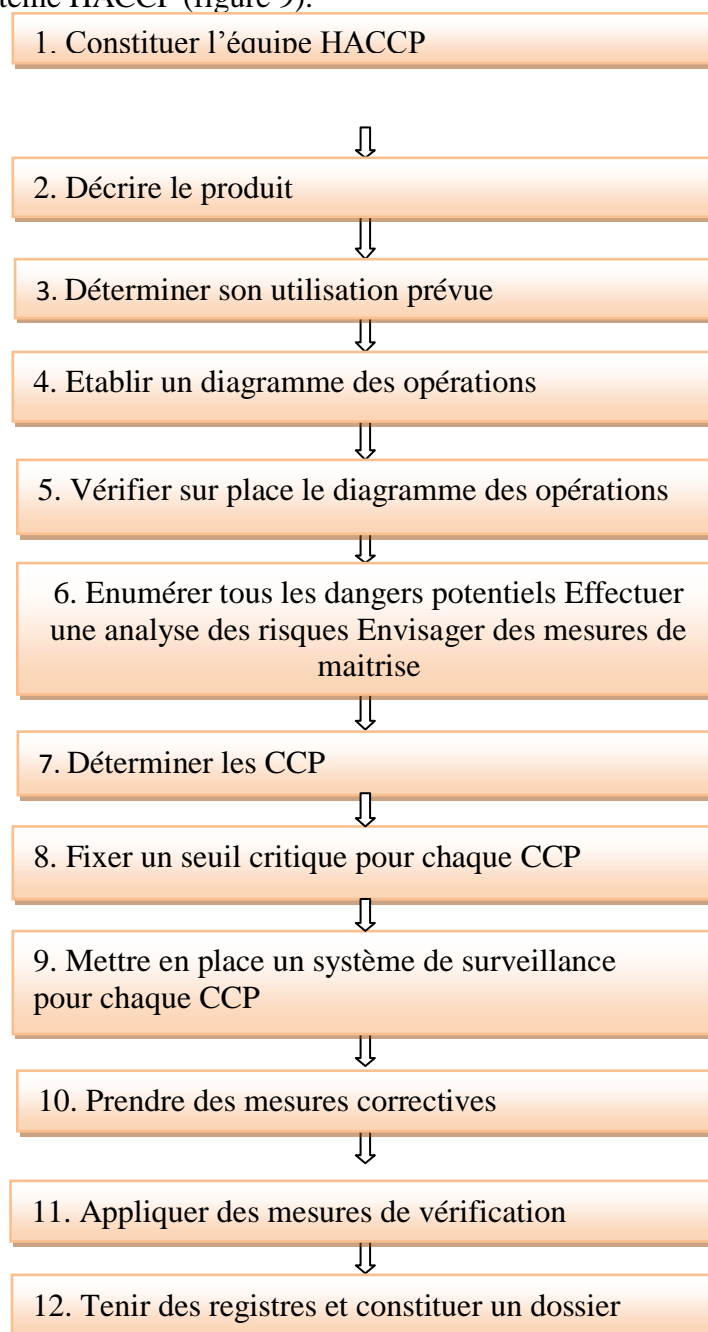 tème HACCP (figure 9).
1. Constituer l’équipe HACCP
2. Décrire le produit
3. Déterminer son utilisation prévue
4. Etablir un diagramme des opérations
5. Vérifier sur place le diagramme des opérations
6. Enumérer tous les dangers potentiels Effectuer
une analyse des risques Envisager des mesures de
maitrise
7. Déterminer les CCP
8. Fixer un seuil critique pour chaque CCP
9. Mettre en place un système de surveillance
pour chaque CCP
10. Prendre des mesures correctives
11. Appliquer des mesures de vérification
12. Tenir des registres et constituer un dossier